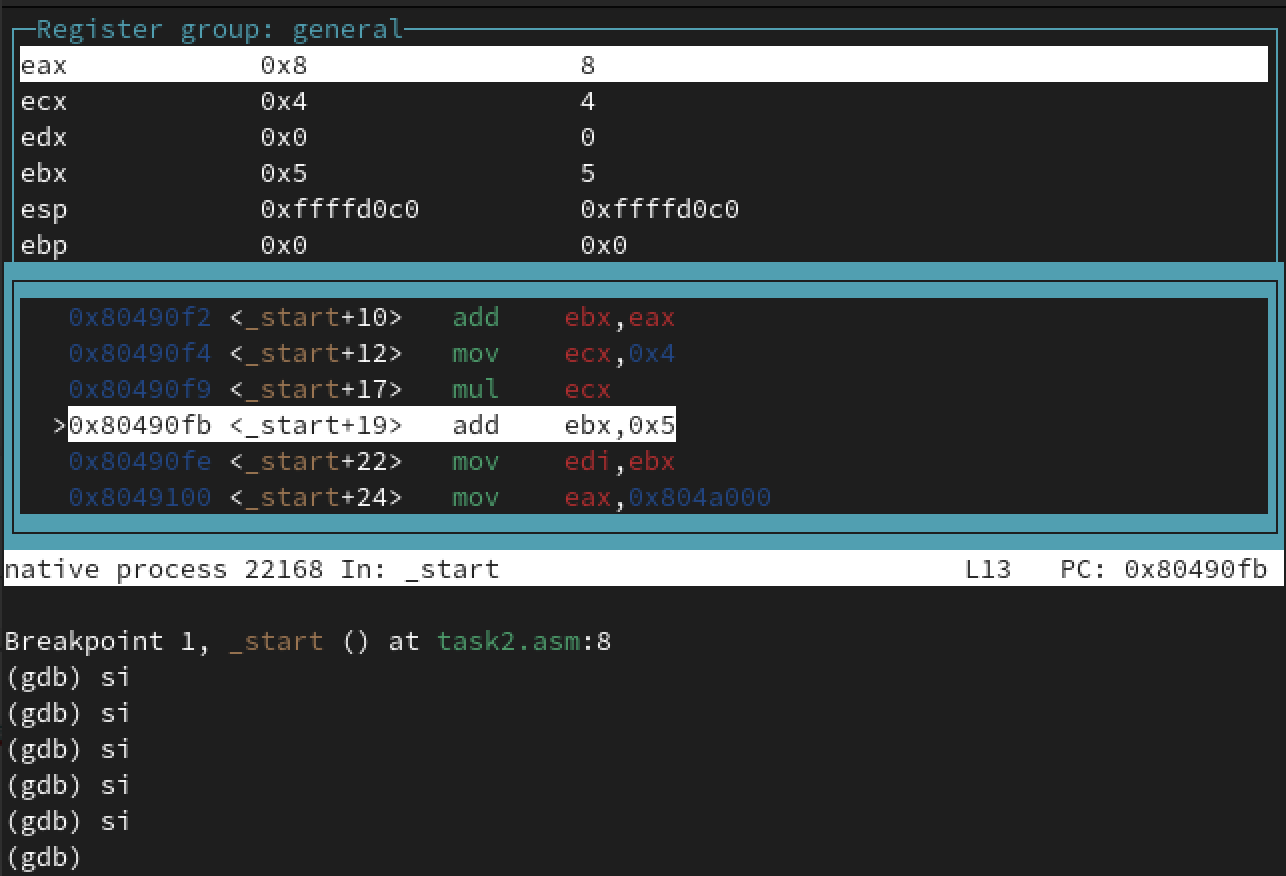 Register group: general
eax 0x8 8
ecx 0x4 4
edx 0x0 0
ebx 0x5 5
esp 0xffffd0c0 0xffffd0c0
ebp 0x0 0x0
0x80490f2 <_start+10> add ebx,eax
0x80490f4 <_start+12> mov ecx,0x4
0x80490f9 <_start+17> mul ecx
>0x80490fb <_start+19> add ebx,0x5
0x80490fe <_start+22> mov edi,ebx
0x8049100 <_start+24> mov eax,0x804a000
native process 22168 In: _start L13 PC: 0x80490fb
Breakpoint 1, _start () at task2.asm:8
(gdb) si
(gdb) si
(gdb) si
(gdb) si
(gdb) si
(gdb)